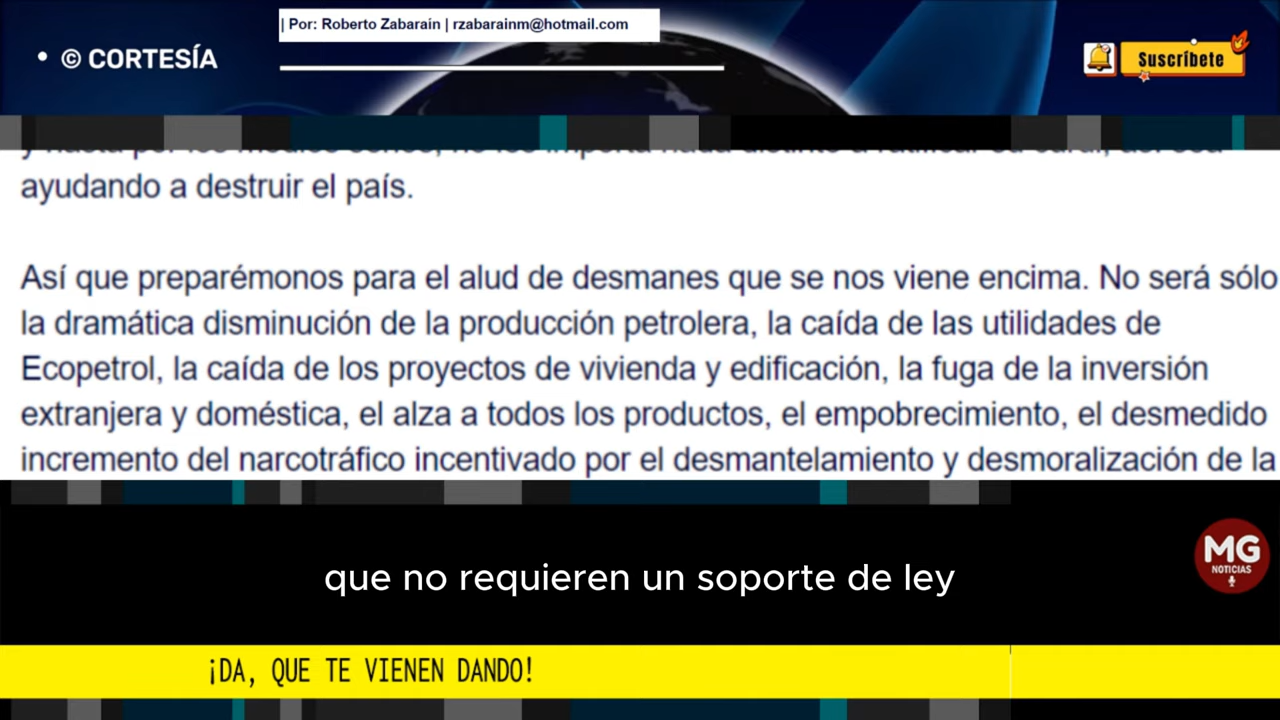 | Por: Roberto Zabaraín | rzabarainm@hotmail.com
• © CORTESÍA
Suscríbete
ayudando a destruir el país.
Así que preparémonos para el alud de desmanes que se nos viene encima. No será sólo
la dramática disminución de la producción petrolera, la caída de las utilidades de
Ecopetrol, la caída de los proyectos de vivienda y edificación, la fuga de la inversión
extranjera y doméstica, el alza a todos los productos, el empobrecimiento, el desmedido
incremento del narcotráfico incentivado por el desmantelamiento y desmoralización de la
MG
NOTICIAS
que no requieren un soporte de ley
¡DA, QUE TE VIENEN DANDO!